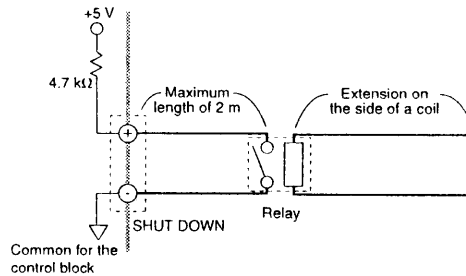 +5 V
4.7 kΩ
Maximum
length of 2 m
Extension on
the side of a coil
+
-
SHUT DOWN
Relay
Common for the
control block